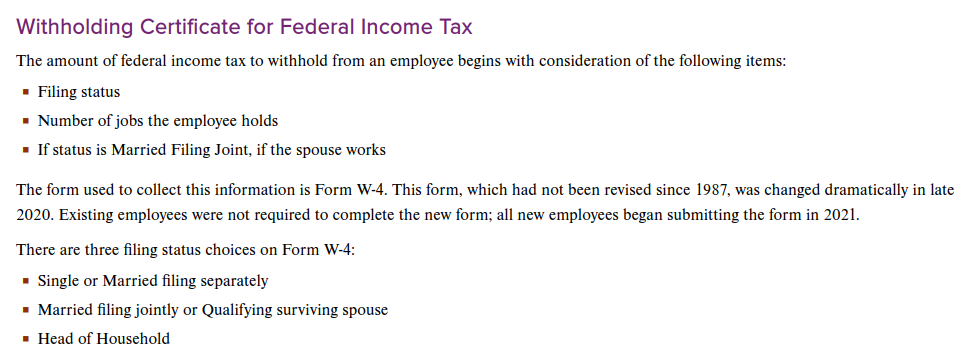 Withholding Certificate for Federal Income Tax
The amount of federal income tax to withhold from an employee begins with consideration of the following items:
▪ Filing status
▪ Number of jobs the employee holds
▪ If status is Married Filing Joint, if the spouse works
The form used to collect this information is Form W-4. This form, which had not been revised since 1987, was changed dramatically in late
2020. Existing employees were not required to complete the new form; all new employees began submitting the form in 2021.
There are three filing status choices on Form W-4:
▪ Single or Married filing separately
▪ Married filing jointly or Qualifying surviving spouse
▪ Head of Household